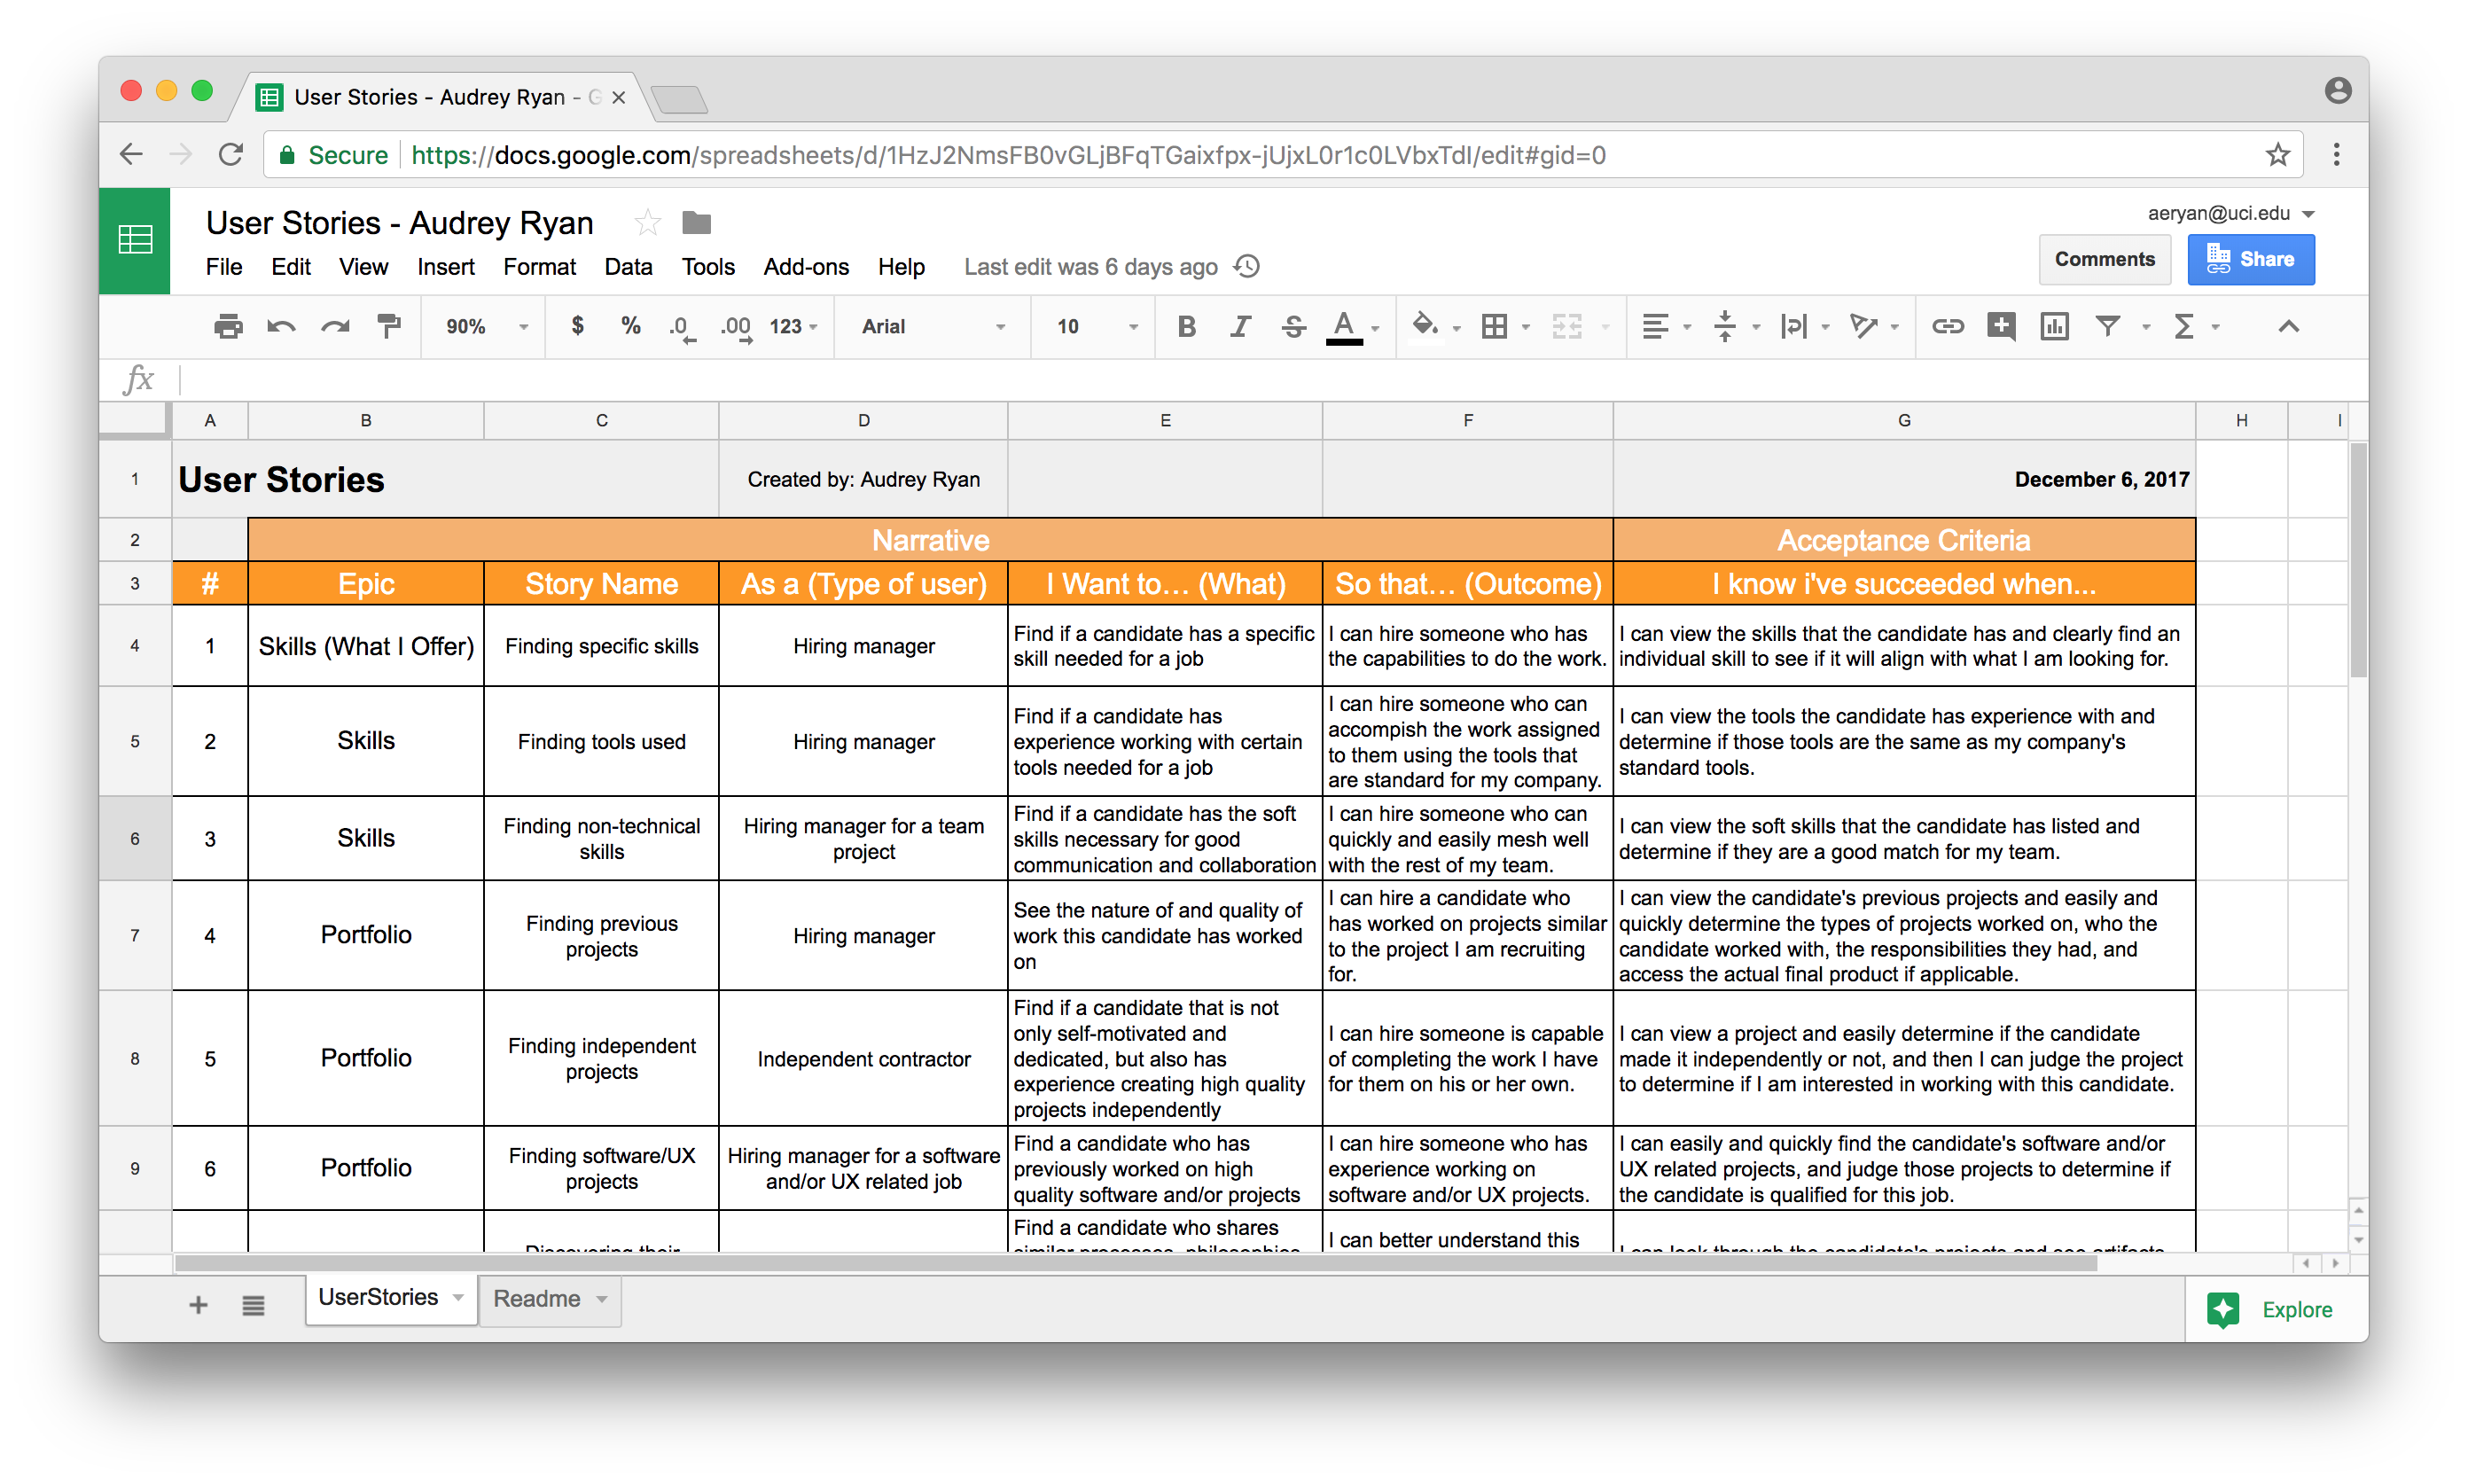 User Stories - Audrey Ryan - G
Secure
https://docs.google.com/spreadsheets/d/1HzJ2NmsFB0vGLjBFqTGaixfpx-jUjxL0r1c0LVbxTdI/edit#gid=0
User Stories - Audrey Ryan
aeryan@uci.edu
File Edit View Insert Format Data Tools Add-ons Help Last edit was 6 days ago
Comments
Share
90% $ % .0 .00 123 Arial 10 B I S A
fx
A B C D E F G H I
1
User Stories
Created by: Audrey Ryan
December 6, 2017
2
Narrative
Acceptance Criteria
3
#
Epic
Story Name
As a (Type of user)
I Want to... (What)
So that... (Outcome)
I know i've succeeded when...
4
1
Skills (What I Offer)
Finding specific skills
Hiring manager
Find if a candidate has a specific
skill needed for a job
I can hire someone who has
the capabilities to do the work.
I can view the skills that the candidate has and clearly find an
individual skill to see if it will align with what I am looking for.
5
2
Skills
Finding tools used
Hiring manager
Find if a candidate has
experience working with certain
tools needed for a job
I can hire someone who can
accompish the work assigned
to them using the tools that
are standard for my company.
I can view the tools the candidate has experience with and
determine if those tools are the same as my company's
standard tools.
6
3
Skills
Finding non-technical
skills
Hiring manager for a team
project
Find if a candidate has the soft
skills necessary for good
communication and collaboration
I can hire someone who can
quickly and easily mesh well
with the rest of my team.
I can view the soft skills that the candidate has listed and
determine if they are a good match for my team.
7
4
Portfolio
Finding previous
projects
Hiring manager
See the nature of and quality of
work this candidate has worked
on
I can hire a candidate who
has worked on projects similar
to the project I am recruiting
for.
I can view the candidate's previous projects and easily and
quickly determine the types of projects worked on, who the
candidate worked with, the responsibilities they had, and
access the actual final product if applicable.
8
5
Portfolio
Finding independent
projects
Independent contractor
Find if a candidate that is not
only self-motivated and
dedicated, but also has
experience creating high quality
projects independently
I can hire someone is capable
of completing the work I have
for them on his or her own.
I can view a project and easily determine if the candidate
made it independently or not, and then I can judge the project
to determine if I am interested in working with this candidate.
9
6
Portfolio
Finding software/UX
projects
Hiring manager for a software
and/or UX related job
Find a candidate who has
previously worked on high
quality software and/or projects
I can hire someone who has
experience working on
software and/or UX projects.
I can easily and quickly find the candidate's software and/or
UX related projects, and judge those projects to determine if
the candidate is qualified for this job.
Discovering their
Find a candidate who shares
similar processes, philosophies
I can better understand this
I can look through the candidate's projects and see artifacts
UserStories
Readme
Explore